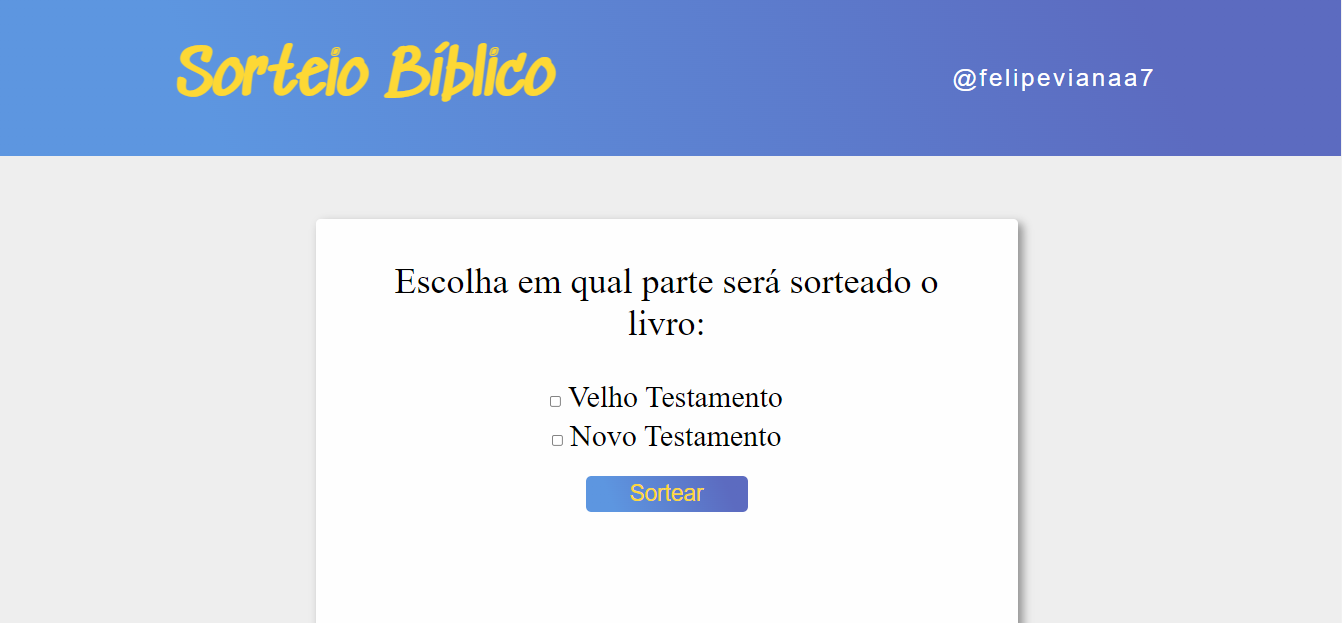 Sorteio Bíblico
@felipevianaa7
Escolha em qual parte será sorteado o
livro:
Velho Testamento
Novo Testamento
Sortear